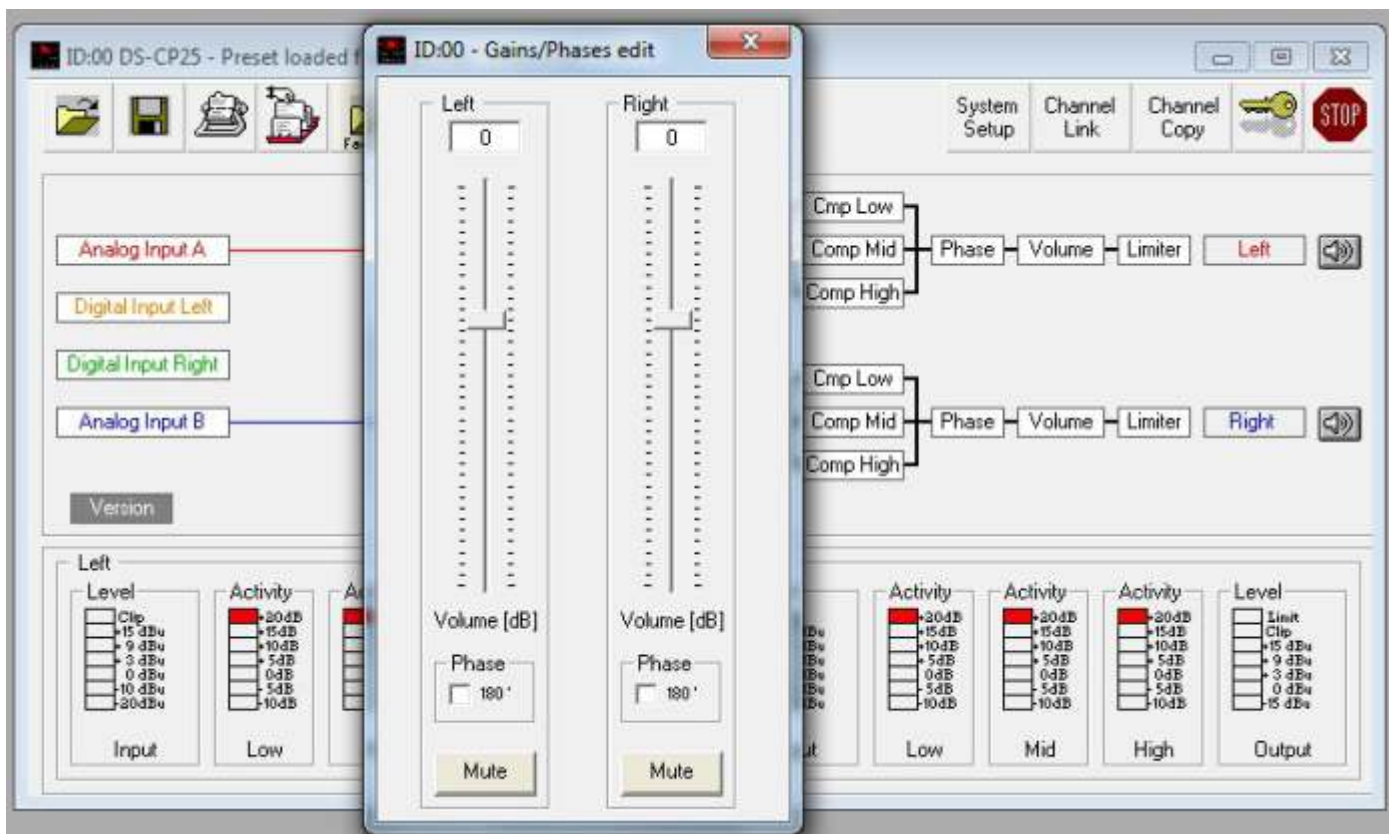 ID:00 DS-CP25 - Preset loaded f
ID:00 - Gains/Phases edit
System Setup
Channel Link
Channel Copy
STOP
Left
0
Right
0
Analog Input A
Digital Input Left
Digital Input Right
Analog Input B
Version
Cmp Low
Comp Mid
Comp High
Phase
Volume
Limiter
Left
Cmp Low
Comp Mid
Comp High
Phase
Volume
Limiter
Right
Volume [dB]
Volume [dB]
Phase
180 '
Phase
180 '
Mute
Mute
Left
Level
Clip
+15 dBu
+ 9 dBu
+ 3 dBu
0 dBu
-10 dBu
-20dBu
Input
Activity
+20dB
+15dB
+10dB
+ 5dB
0dB
- 5dB
-10dB
Low
Activity
+20dB
+15dB
+10dB
+ 5dB
0dB
- 5dB
-10dB
Low
Activity
+20dB
+15dB
+10dB
+ 5dB
0dB
- 5dB
-10dB
Mid
Activity
+20dB
+15dB
+10dB
+ 5dB
0dB
- 5dB
-10dB
High
Level
Limit
Clip
+15 dBu
+ 9 dBu
+ 3 dBu
0 dBu
-15 dBu
Output